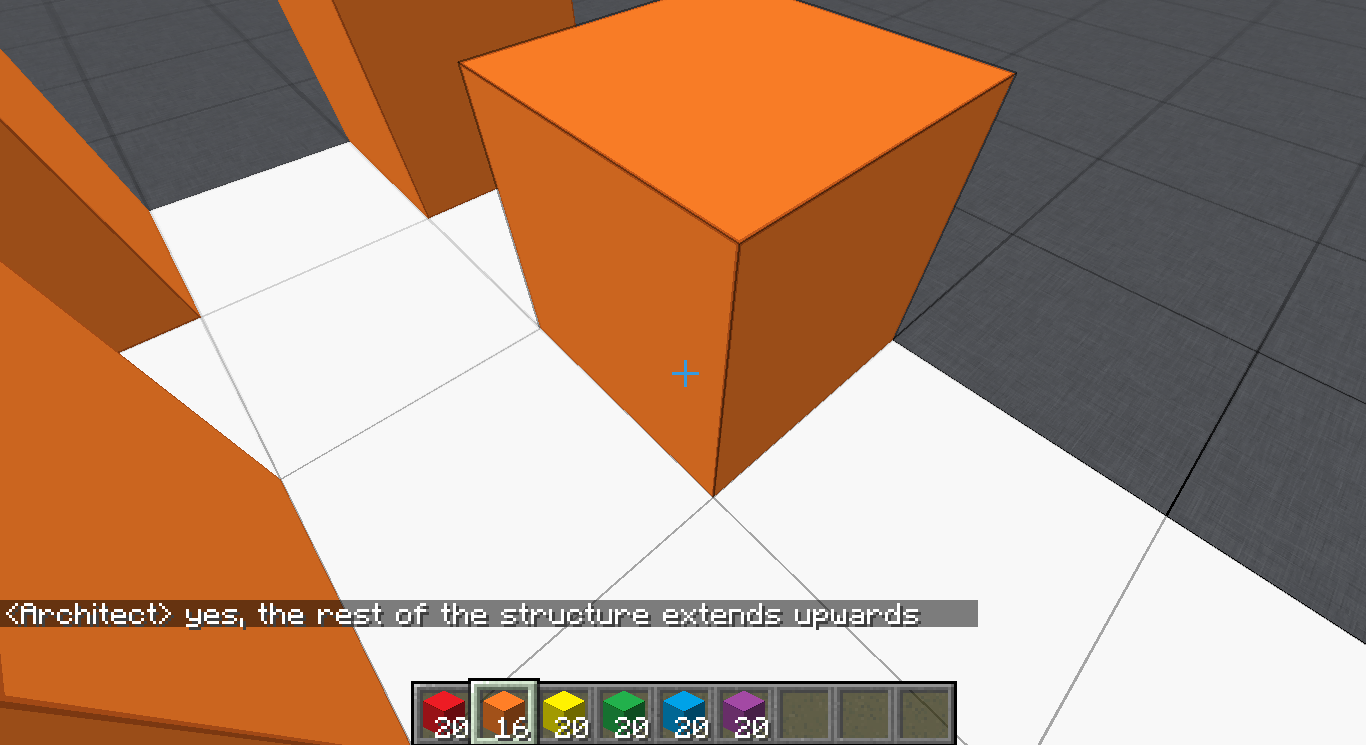 <Architect> yes, the rest of the structure extends upwards
20 16 20 20 20 20